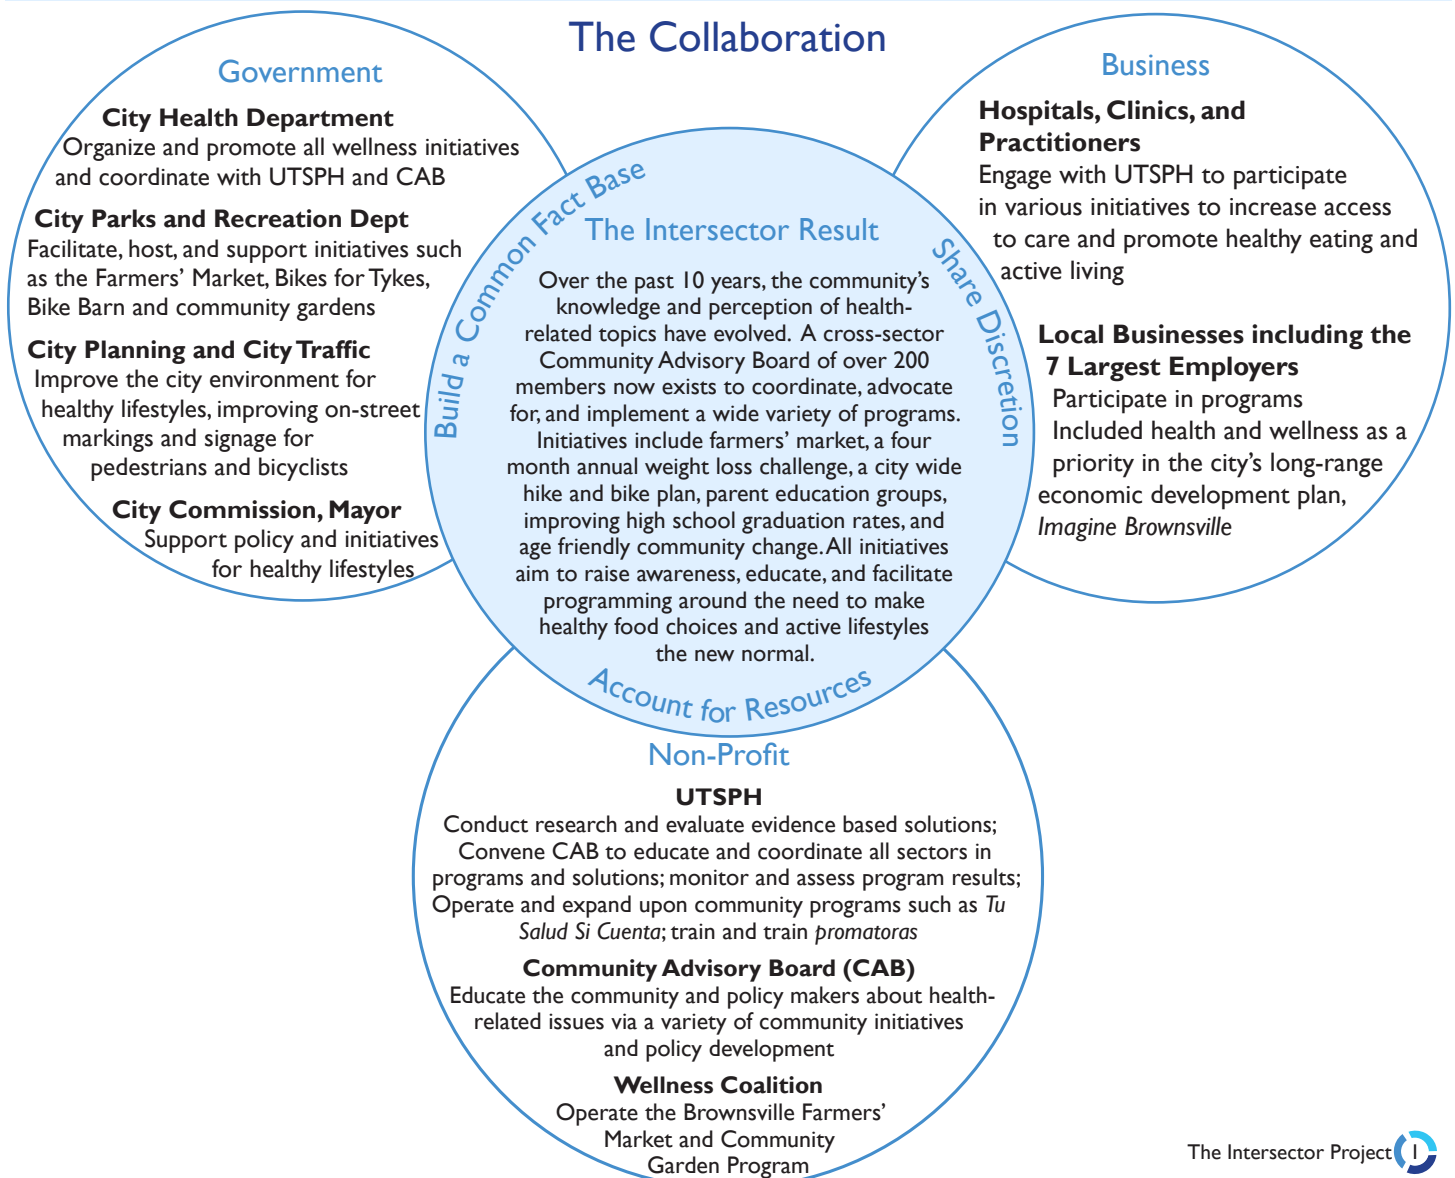 The Collaboration
Government
City Health Department
Organize and promote all wellness initiatives
and coordinate with UTSPH and CAB
City Parks and Recreation Dept
Facilitate, host, and support initiatives such
as the Farmers’ Market, Bikes for Tykes,
Bike Barn and community gardens
City Planning and City Traffic
Improve the city environment for
healthy lifestyles, improving on-street
markings and signage for
pedestrians and bicyclists
City Commission, Mayor
Support policy and initiatives
for healthy lifestyles
Build a Common Fact Base
The Intersector Result
Over the past 10 years, the community’s
knowledge and perception of health-
related topics have evolved. A cross-sector
Community Advisory Board of over 200
members now exists to coordinate, advocate
for, and implement a wide variety of programs.
Initiatives include farmers’ market, a four
month annual weight loss challenge, a city wide
hike and bike plan, parent education groups,
improving high school graduation rates, and
age friendly community change. All initiatives
aim to raise awareness, educate, and facilitate
programming around the need to make
healthy food choices and active lifestyles
the new normal.
Share Discretion
Account for Resources
Business
Hospitals, Clinics, and
Practitioners
Engage with UTSPH to participate
in various initiatives to increase access
to care and promote healthy eating and
active living
Local Businesses including the
7 Largest Employers
Participate in programs
Included health and wellness as a
priority in the city’s long-range
economic development plan,
Imagine Brownsville
Non-Profit
UTSPH
Conduct research and evaluate evidence based solutions;
Convene CAB to educate and coordinate all sectors in
programs and solutions; monitor and assess program results;
Operate and expand upon community programs such as Tu
Salud Si Cuenta; train and train promatoras
Community Advisory Board (CAB)
Educate the community and policy makers about health-
related issues via a variety of community initiatives
and policy development
Wellness Coalition
Operate the Brownsville Farmers’
Market and Community
Garden Program
The Intersector Project 1